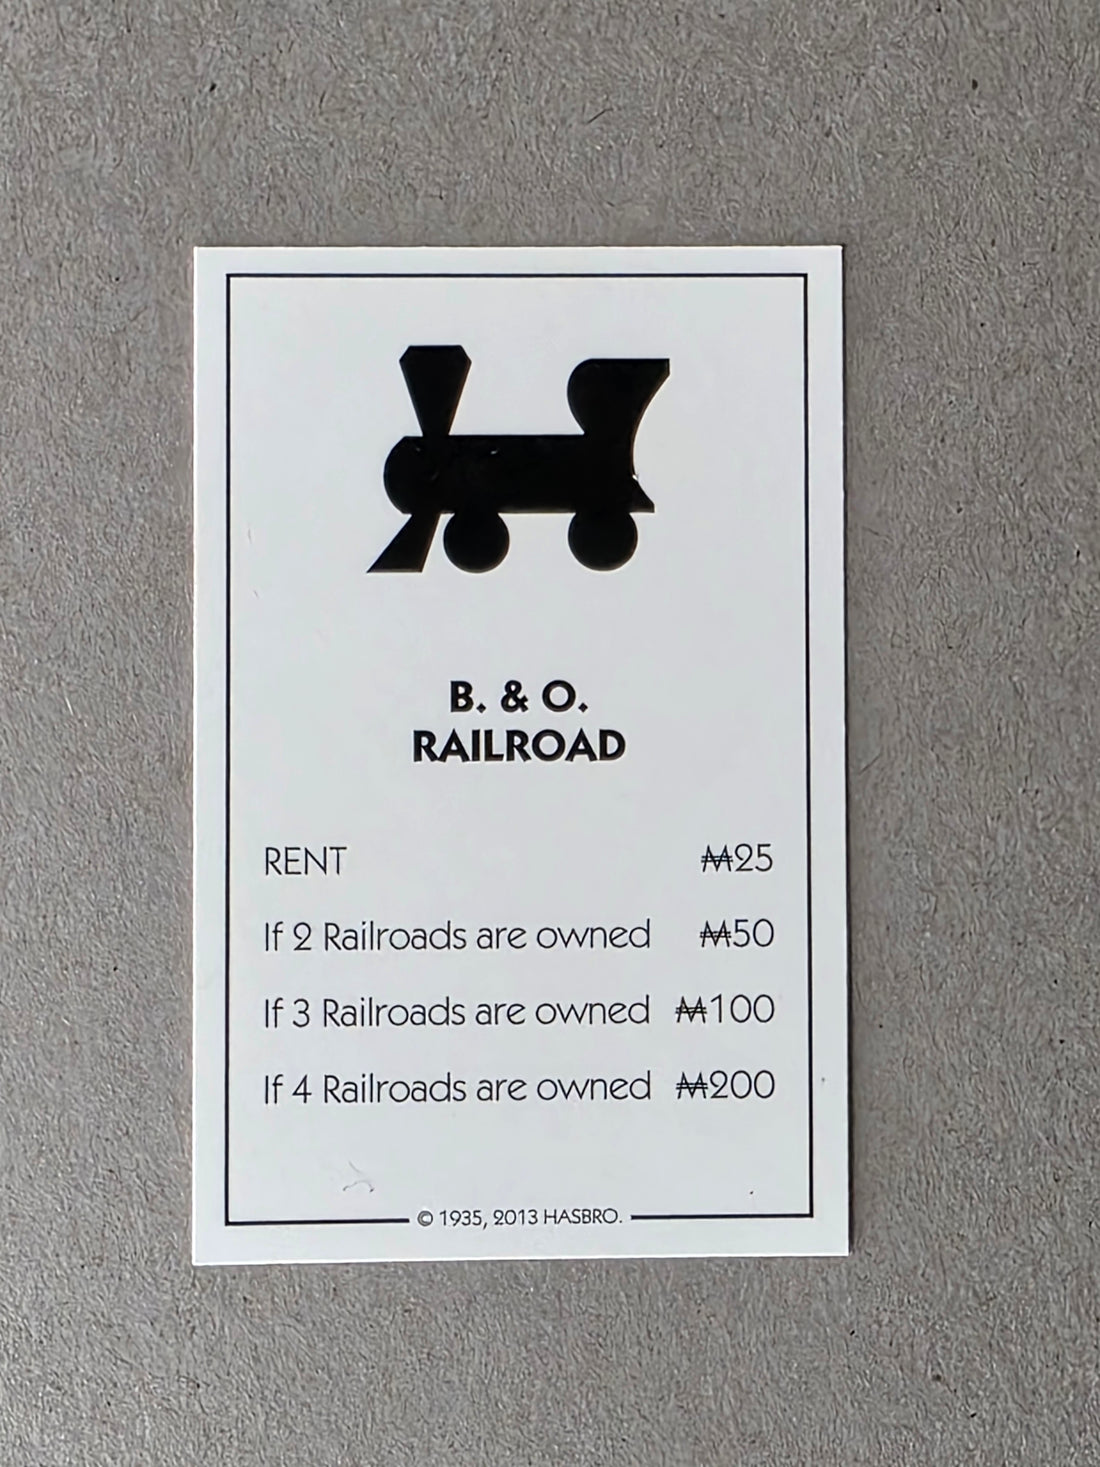 B. & O.
RAILROAD
RENT ₩25
If 2 Railroads are owned ₩50
If 3 Railroads are owned ₩100
If 4 Railroads are owned ₩200
© 1935, 2013 HASBRO.